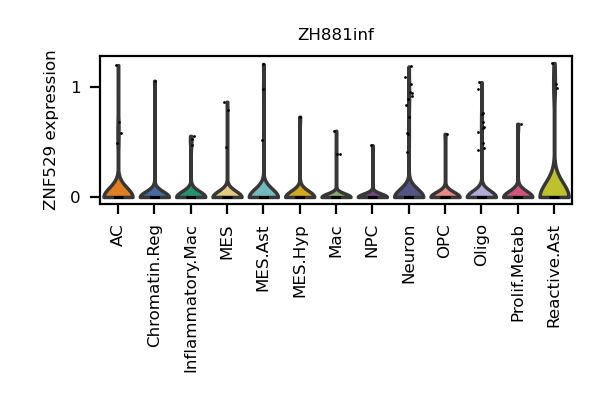 ZH881inf
ZNF529 expression
1
0
AC
Chromatin.Reg
Inflammatory.Mac
MES
MES.Ast
MES.Hyp
Mac
NPC
Neuron
OPC
Oligo
Prolif.Metab
Reactive.Ast